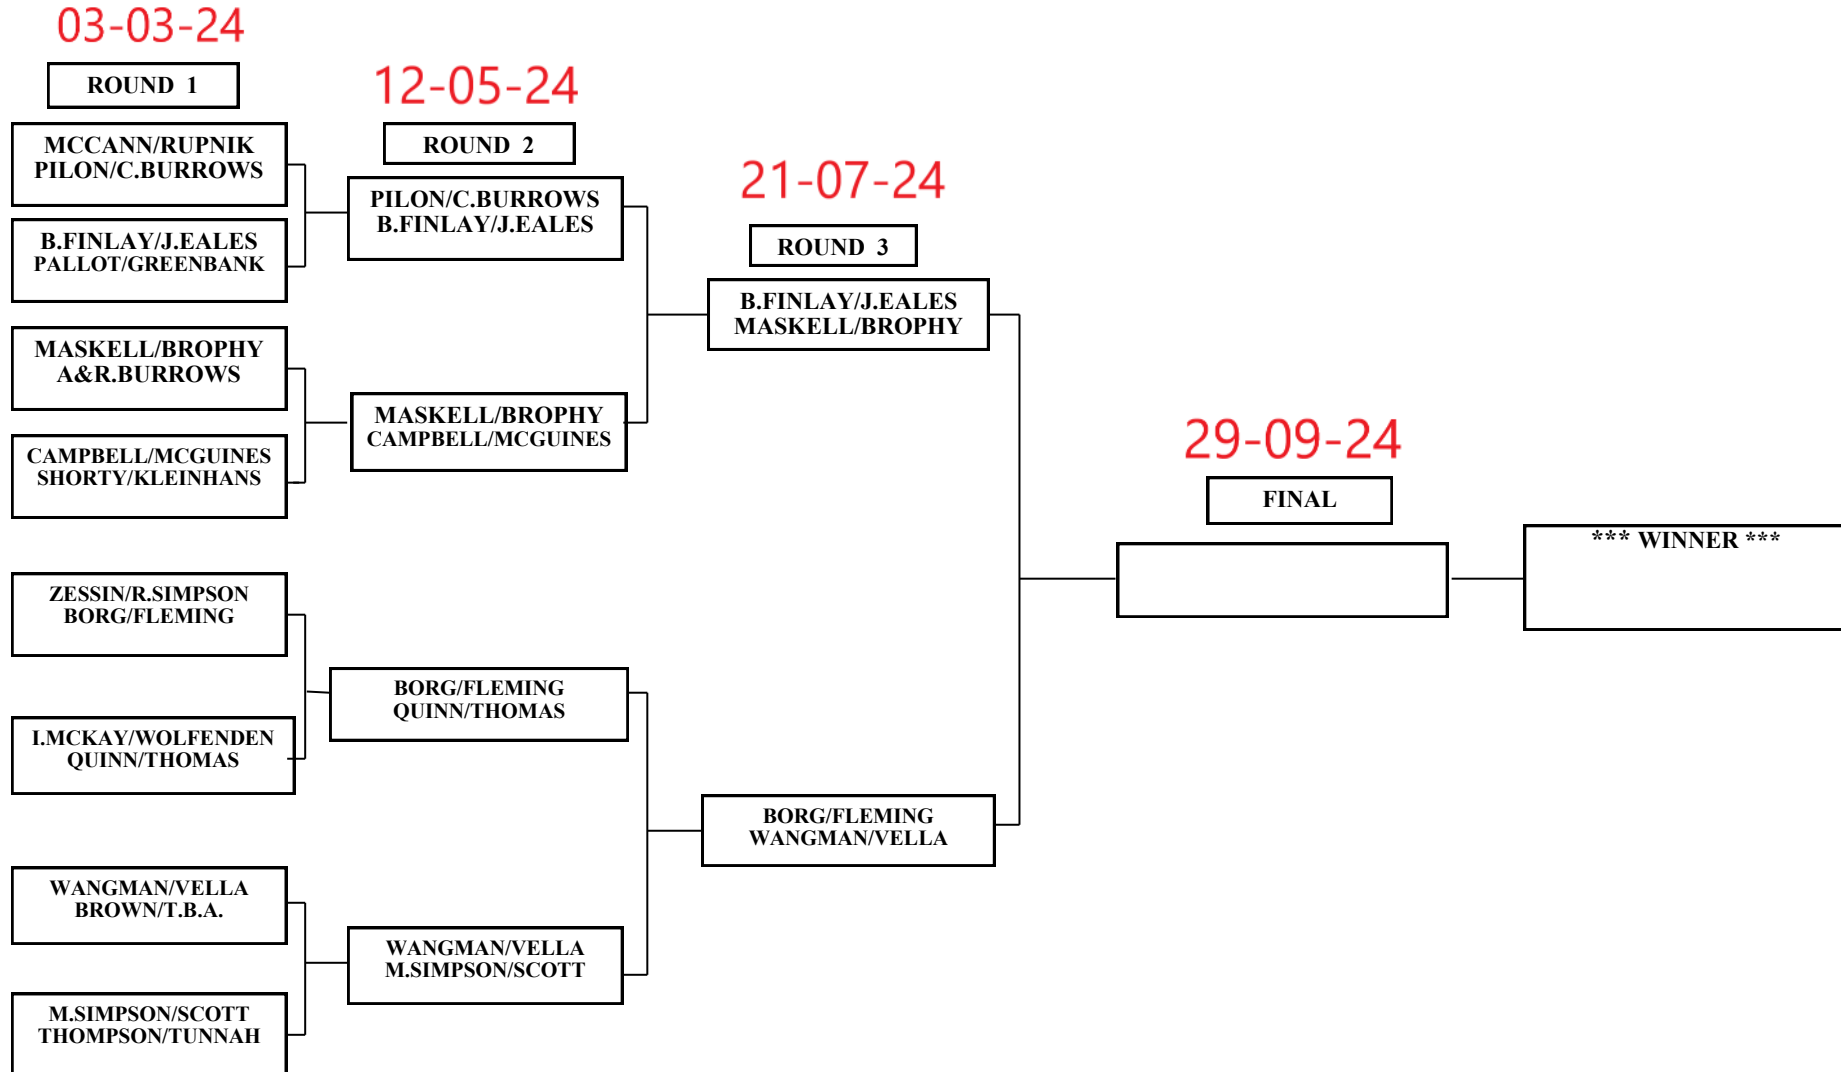 03-03-24
ROUND 1
MCCANN/RUPNIK
PILON/C.BURROWS
B.FINLAY/J.EALES
PALLOT/GREENBANK
MASKELL/BROPHY
A&R.BURROWS
CAMPBELL/MCGUINES
SHORTY/KLEINHANS
ZESSIN/R.SIMPSON
BORG/FLEMING
I.MCKAY/WOLFENDEN
QUINN/THOMAS
WANGMAN/VELLA
BROWN/T.B.A.
M.SIMPSON/SCOTT
THOMPSON/TUNNAH
12-05-24
ROUND 2
PILON/C.BURROWS
B.FINLAY/J.EALES
MASKELL/BROPHY
CAMPBELL/MCGUINES
BORG/FLEMING
QUINN/THOMAS
WANGMAN/VELLA
M.SIMPSON/SCOTT
21-07-24
ROUND 3
B.FINLAY/J.EALES
MASKELL/BROPHY
BORG/FLEMING
WANGMAN/VELLA
29-09-24
FINAL
*** WINNER ***